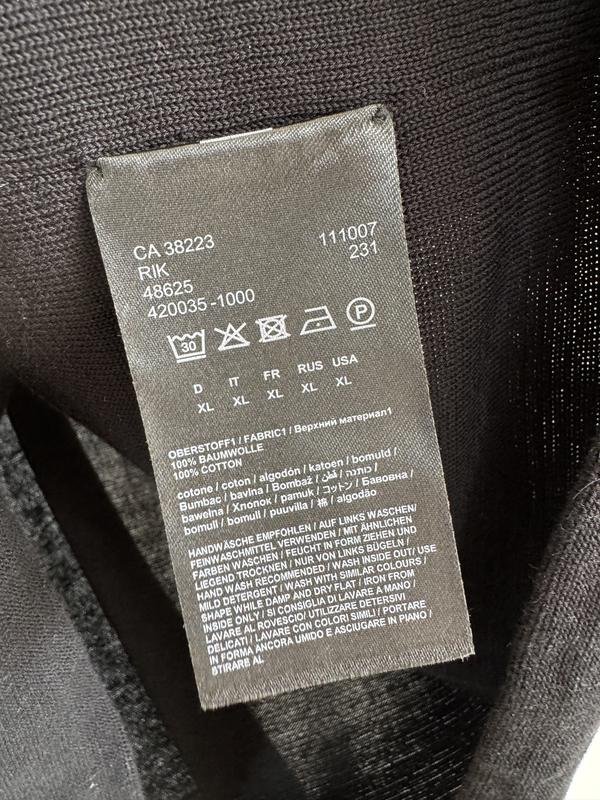 CA 38223 111007
RIK 231
48625
420035-1000
30 P
D IT FR RUS USA
XL XL XL XL XL
OBERSTOFF1 / FABRIC1 / Верхний материал1
100% BAUMWOLLE
100% COTTON
cotone / coton / algodón / katoen / bomuld /
Bumbac / bavlna / Bombaž / قطن / כותנה /
bawełna / Хлопок / pamuk / コットン / Бавовна /
bomull / bomull / puuvilla / 棉 / algodão
HANDWÄSCHE EMPFOHLEN / AUF LINKS WASCHEN/
FEINWASCHMITTEL VERWENDEN / MIT ÄHNLICHEN
FARBEN WASCHEN / FEUCHT IN FORM ZIEHEN UND
LIEGEND TROCKNEN / NUR VON LINKS BÜGELN /
HAND WASH RECOMMENDED / WASH INSIDE OUT/ USE
MILD DETERGENT / WASH WITH SIMILAR COLOURS /
SHAPE WHILE DAMP AND DRY FLAT / IRON FROM
INSIDE ONLY / SI CONSIGLIA DI LAVARE A MANO /
LAVARE AL ROVESCIO/ UTILIZZARE DETERSIVI
DELICATI / LAVARE CON COLORI SIMILI / PORTARE
IN FORMA ANCORA UMIDO E ASCIUGARE IN PIANO /
STIRARE AL